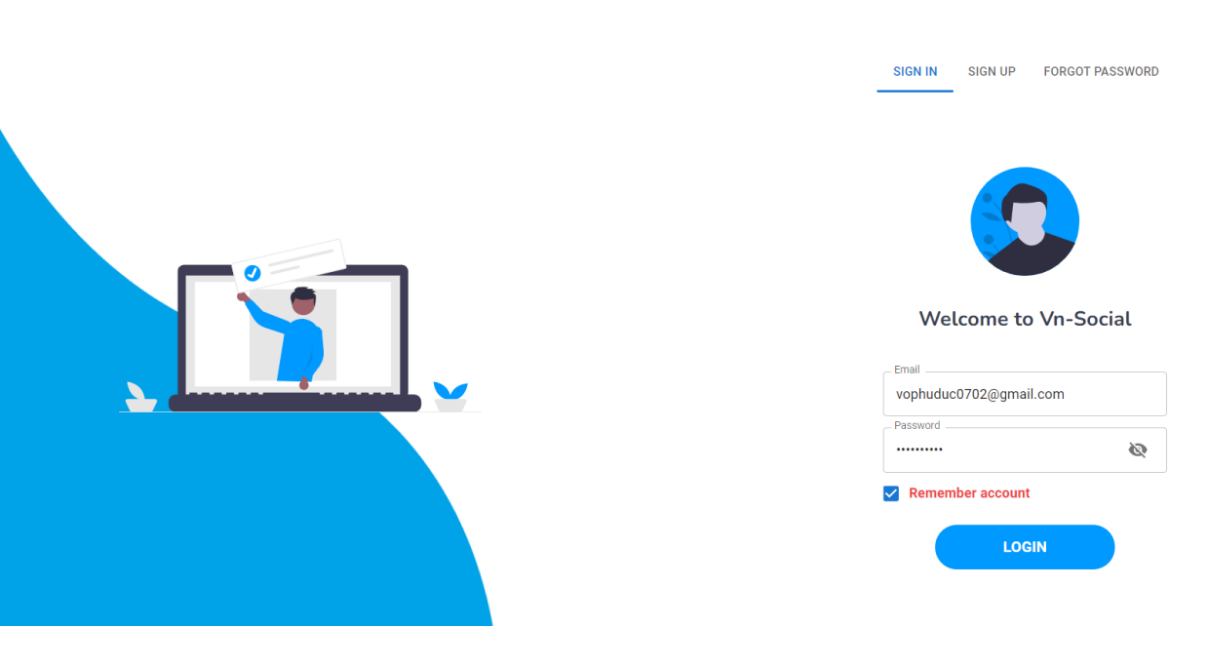 SIGN IN SIGN UP FORGOT PASSWORD
Welcome to Vn-Social
Email
vophuduc0702@gmail.com
Password
••••••••••
Remember account
LOGIN